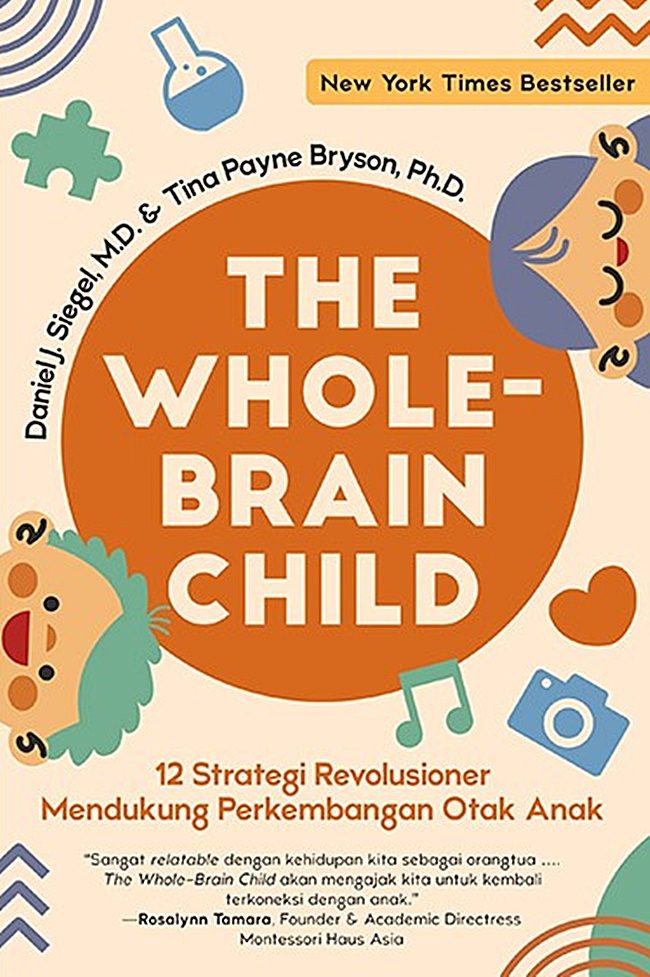 New York Times Bestseller
Daniel J. Siegel, M.D. & Tina Payne Bryson, Ph.D.
THE
WHOLE-
BRAIN
CHILD
12 Strategi Revolusioner
Mendukung Perkembangan Otak Anak
"Sangat relatable dengan kehidupan kita sebagai orangtua ....
The Whole-Brain Child akan mengajak kita untuk kembali
terkoneksi dengan anak."
—Rosalynn Tamara, Founder & Academic Directress
Montessori Haus Asia